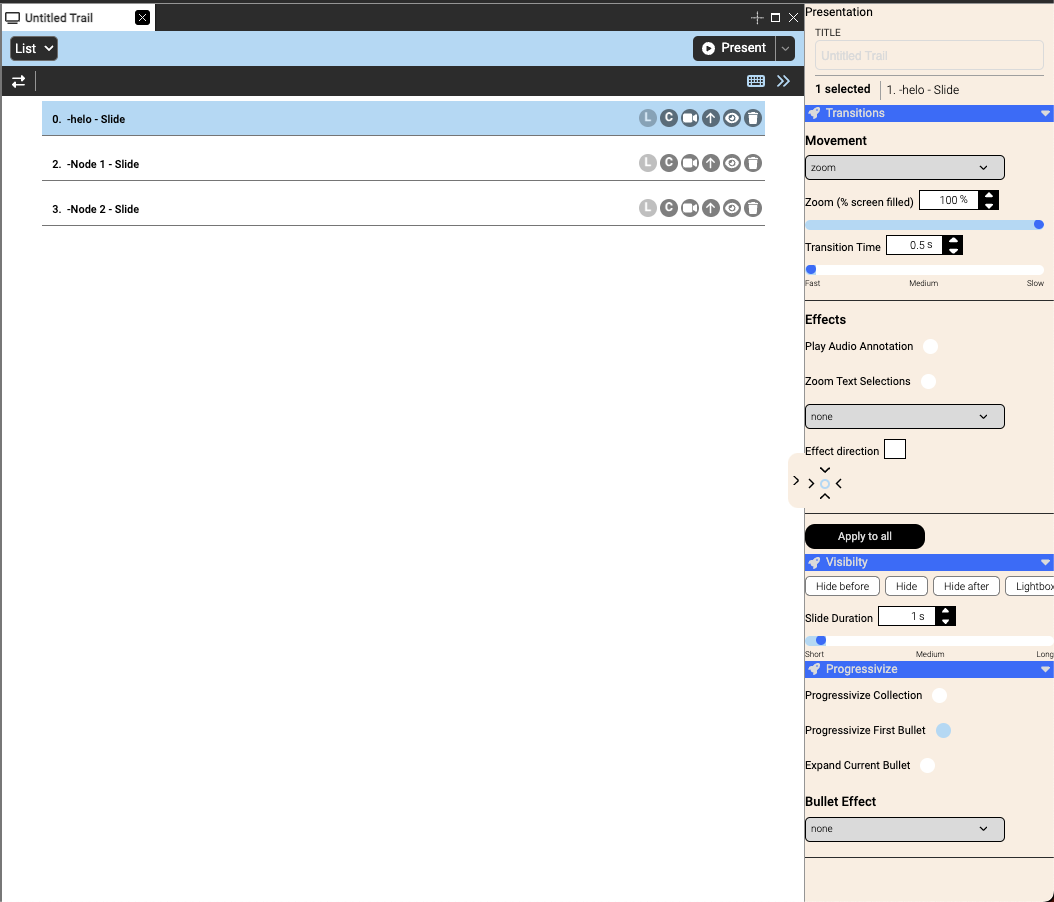 Untitled Trail
List
Present
0. -helo - Slide
L C
2. -Node 1 - Slide
L C
3. -Node 2 - Slide
L C
Presentation
TITLE
Untitled Trail
1 selected
1. -helo - Slide
Transitions
Movement
zoom
Zoom (% screen filled) 100 %
Transition Time 0.5 s
Fast Medium Slow
Effects
Play Audio Annotation
Zoom Text Selections
none
Effect direction
Apply to all
Visibilty
Hide before Hide Hide after Lightbox
Slide Duration 1 s
Short Medium Long
Progressivize
Progressivize Collection
Progressivize First Bullet
Expand Current Bullet
Bullet Effect
none